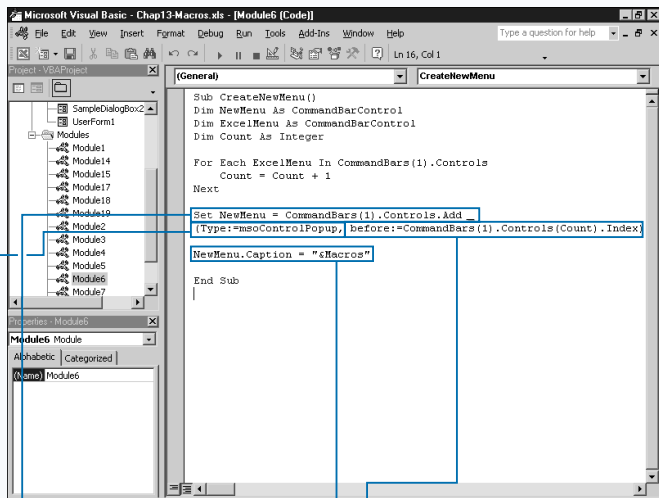 Microsoft Visual Basic - Chap13-Macros.xls - [Module6 (Code)]
File Edit View Insert Format Debug Run Tools Add-Ins Window Help
Type a question for help
Ln 16, Col 1
Project - VBAProject
SampleDialogBox2
UserForm1
Modules
Module1
Module14
Module15
Module17
Module18
Module19
Module2
Module3
Module4
Module5
Module6
Module7
Properties - Module6
Module6 Module
Alphabetic Categorized
(Name) Module6
(General)
CreateNewMenu
Sub CreateNewMenu()
Dim NewMenu As CommandBarControl
Dim ExcelMenu As CommandBarControl
Dim Count As Integer
For Each ExcelMenu In CommandBars(1).Controls
Count = Count + 1
Next
Set NewMenu = CommandBars(1).Controls.Add _
(Type:=msoControlPopup, before:=CommandBars(1).Controls(Count).Index)
NewMenu.Caption = "&Macros"
End Sub